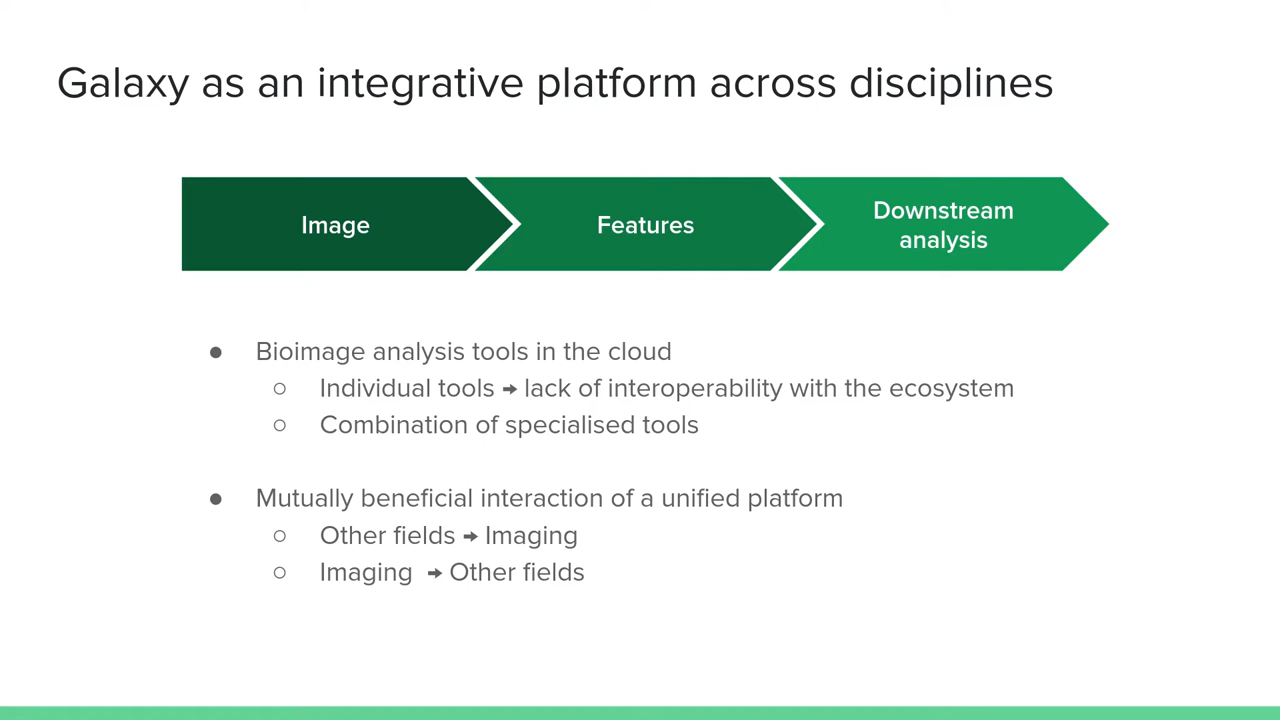 Galaxy as an integrative platform across disciplines
Image
Features
Downstream
analysis
● Bioimage analysis tools in the cloud
○ Individual tools → lack of interoperability with the ecosystem
○ Combination of specialised tools
● Mutually beneficial interaction of a unified platform
○ Other fields → Imaging
○ Imaging → Other fields